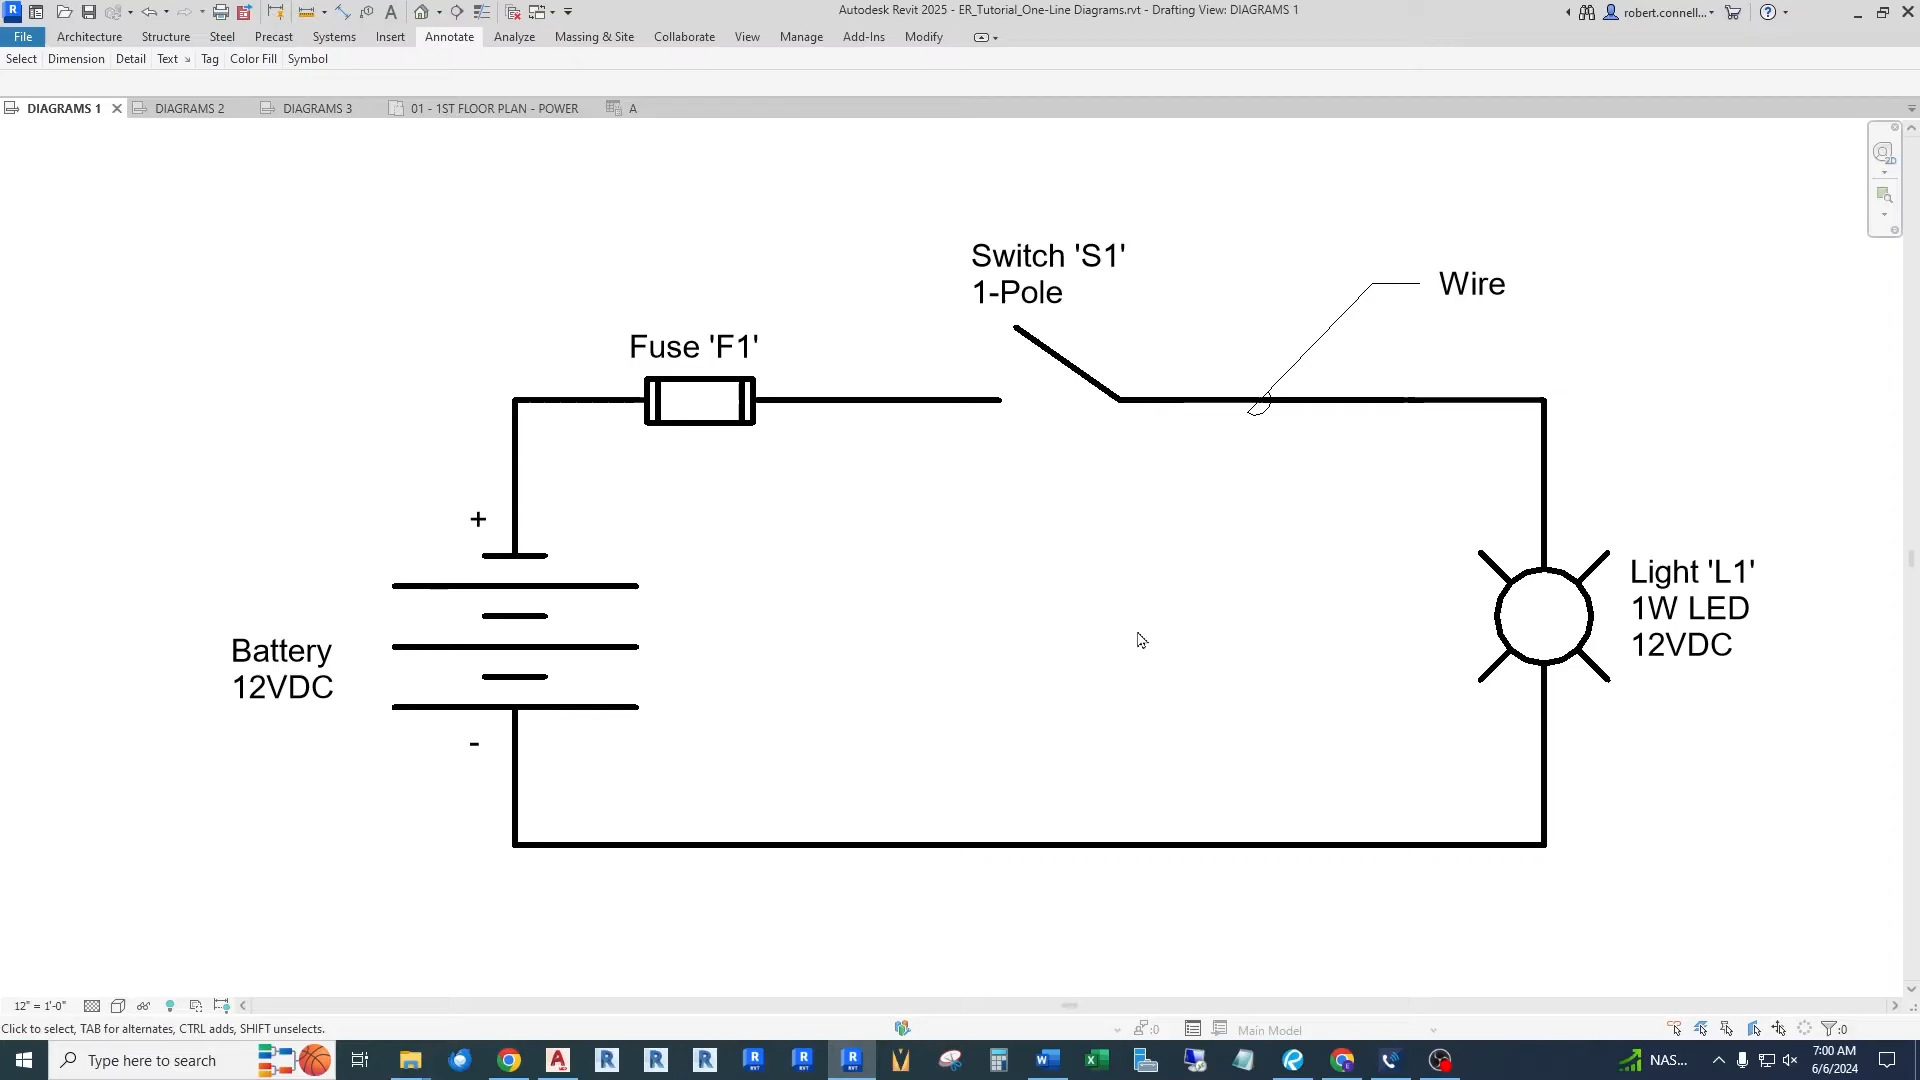 Autodesk Revit 2025 - ER_Tutorial_One-Line Diagrams.rvt - Drafting View: DIAGRAMS 1
robert.connell...
File Architecture Structure Steel Precast Systems Insert Annotate Analyze Massing & Site Collaborate View Manage Add-Ins Modify
Select Dimension Detail Text Tag Color Fill Symbol
DIAGRAMS 1 DIAGRAMS 2 DIAGRAMS 3 01 - 1ST FLOOR PLAN - POWER A
2D
Switch 'S1'
1-Pole
Wire
Fuse 'F1'
+
Light 'L1'
1W LED
12VDC
Battery
12VDC
-
12" = 1'-0"
Click to select, TAB for alternates, CTRL adds, SHIFT unselects.
:0
Main Model
:0
Type here to search
NAS...
7:00 AM
6/6/2024